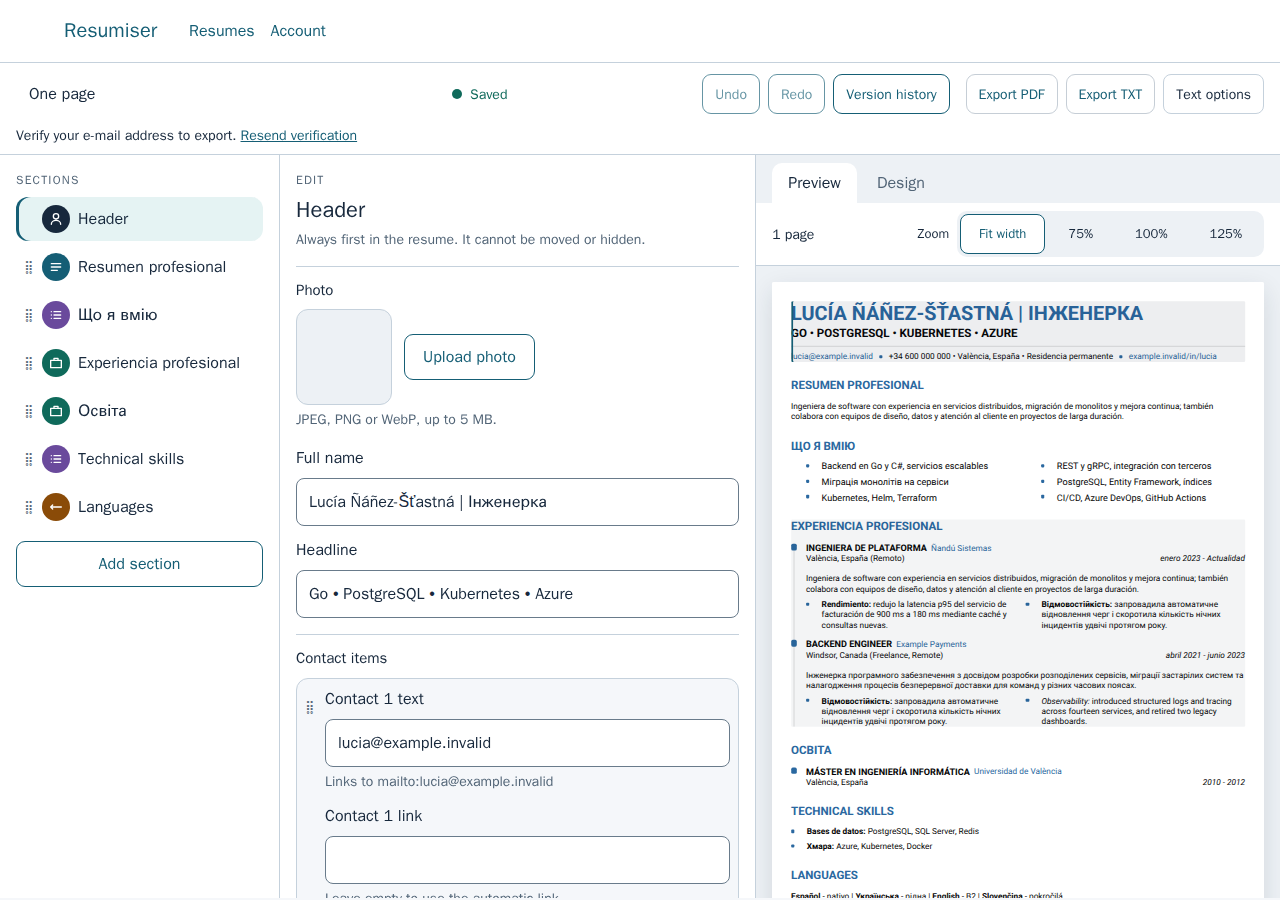 Resumiser
Resumes
Account
One page
Saved
Undo
Redo
Version history
Export PDF
Export TXT
Text options
Verify your e-mail address to export. Resend verification
SECTIONS
Header
Resumen profesional
Що я вмію
Experiencia profesional
Освіта
Technical skills
Languages
Add section
EDIT
Header
Always first in the resume. It cannot be moved or hidden.
Photo
Upload photo
JPEG, PNG or WebP, up to 5 MB.
Full name
Lucía Ñáñez-Šťastná | Інженерка
Headline
Go • PostgreSQL • Kubernetes • Azure
Contact items
Contact 1 text
lucia@example.invalid
Links to mailto:lucia@example.invalid
Contact 1 link
Leave empty to use the automatic link
Preview
Design
1 page
Zoom
Fit width
75%
100%
125%
LUCÍA ÑÁÑEZ-ŠŤASTNÁ | ІНЖЕНЕРКА
GO • POSTGRESQL • KUBERNETES • AZURE
lucia@example.invalid • +34 600 000 000 • València, España • Residencia permanente • example.invalid/in/lucia
RESUMEN PROFESIONAL
Ingeniera de software con experiencia en servicios distribuidos, migración de monolitos y mejora continua; también
colabora con equipos de diseño, datos y atención al cliente en proyectos de larga duración.
ЩО Я ВМІЮ
• Backend en Go y C#, servicios escalables
• Міграція монолітів на сервіси
• Kubernetes, Helm, Terraform
• REST y gRPC, integración con terceros
• PostgreSQL, Entity Framework, índices
• CI/CD, Azure DevOps, GitHub Actions
EXPERIENCIA PROFESIONAL
INGENIERA DE PLATAFORMA Ñandú Sistemas
València, España (Remoto)
enero 2023 - Actualidad
Ingeniera de software con experiencia en servicios distribuidos, migración de monolitos y mejora continua; también
colabora con equipos de diseño, datos y atención al cliente en proyectos de larga duración.
• Rendimiento: redujo la latencia p95 del servicio de
facturación de 900 ms a 180 ms mediante caché y
consultas nuevas.
• Відмовостійкість: запровадила автоматичне
відновлення черг і скоротила кількість нічних
інцидентів удвічі протягом року.
BACKEND ENGINEER Example Payments
Windsor, Canada (Freelance, Remote)
abril 2021 - junio 2023
Інженерка програмного забезпечення з досвідом розробки розподілених сервісів, міграції застарілих систем та
налагодження процесів безперервної доставки для команд у різних часових поясах.
• Відмовостійкість: запровадила автоматичне
відновлення черг і скоротила кількість нічних
інцидентів удвічі протягом року.
• Observability: introduced structured logs and tracing
across fourteen services, and retired two legacy
dashboards.
ОСВІТА
MÁSTER EN INGENIERÍA INFORMÁTICA Universidad de València
València, España
2010 - 2012
TECHNICAL SKILLS
• Bases de datos: PostgreSQL, SQL Server, Redis
• Хмара: Azure, Kubernetes, Docker
LANGUAGES
Español - nativo | Українська - рідна | English - B2 | Slovenčina - pokročilá